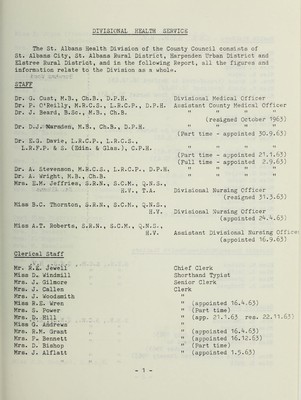 DIVISIONAL HEALTH SERVICE
The St. Albans Health Division of the County Council consists of
St. Albans City, St. Albans Rural District, Harpenden Urban District and
Elstree Rural District, and in the following Report, all the figures and
information relate to the Division as a whole.
STAFF
Dr. G. Cust, M.B., Ch.B., D.P.H. Divisional Medical Officer
Dr. P. O'Reilly, M.R.C.S., L.R.C.P., D.P.H. Assistant County Medical Officer
Dr. J. Beard, B.Sc., M.B., Ch.B. " " " "
(resigned October 1963)
Dr. D.J. Marsden, M.B., Ch.B., D.P.H. " " " "
(Part time - appointed 30.9.63)
Dr. E.G. Davie, L.R.C.P., L.R.C.S.,
L.R.F.P. & S. (Edin. & Glas.), C.P.H. " " " "
(Part time - appointed 21.1.63)
(Full time - appointed 2.9.63)
Dr. A. Stevenson, M.R.C.S., L.R.C.P., D.P.H. " " " "
Dr. A. Wright, M.B., Ch.B. " " " "
Mrs. E.M. Jeffries, S.R.N., S.C.M., Q.N.S.,
H.V., T.A. Divisional Nursing Officer
(resigned 31.3.63)
Miss B.C. Thornton, S.R.N., S.C.M., Q.N.S.,
H.V. Divisional Nursing Officer
(appointed 24.4.63)
Miss A.T. Roberts, S.R.N., S.C.M., Q.N.S.,
H.V. Assistant Divisional Nursing Officer
(appointed 16.9.63)
Clerical Staff
Mr. R.E. Jewell Chief Clerk
Miss D. Windmill Shorthand Typist
Mrs. J. Gilmore Senior Clerk
Mrs. J. Callen Clerk
Mrs. J. Woodsmith "
Miss R.E. Wren " (appointed 16.4.63)
Mrs. S. Power " (Part time)
Mrs. D. Hill " (app. 21.1.63 res. 22.11.63)
Miss G. Andrews "
Mrs. R.M. Grant " (appointed 16.4.63)
Mrs. P. Bennett " (appointed 16.12.63)
Mrs. D. Bishop " (Part time)
Mrs. J. Alflatt " (appointed 1.5.63)
- 1 -